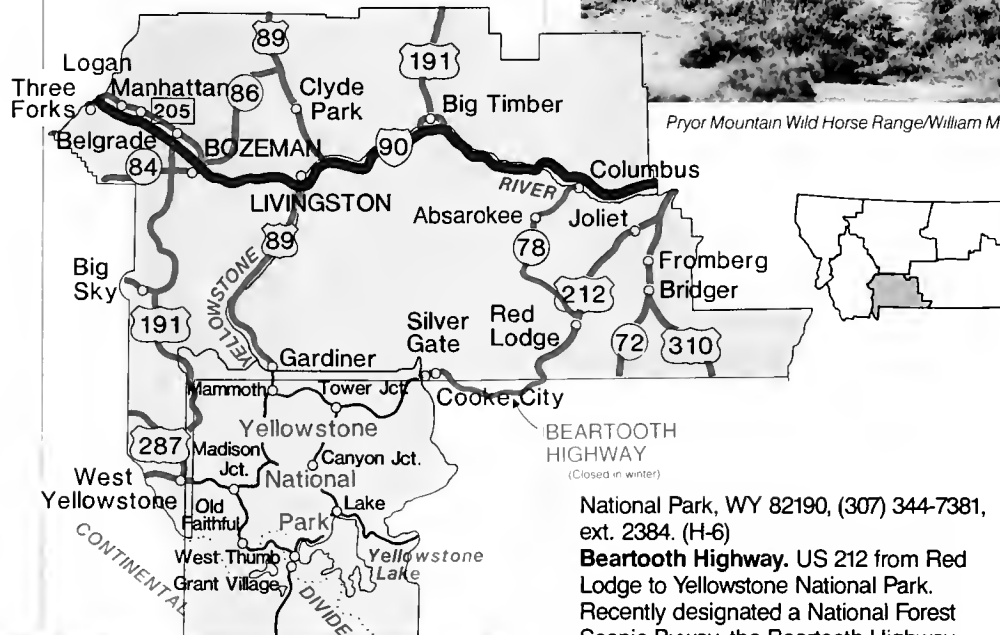 89
191
Logan
Three Forks
Manhattan
205
86
Clyde Park
Big Timber
Belgrade
BOZEMAN
84
90
LIVINGSTON
RIVER
Columbus
Absarokee
Joliet
78
89
YELLOWSTONE
Big Sky
191
Fromberg
Bridger
212
Silver Gate
Red Lodge
72
310
Gardiner
Mammoth
Tower Jct.
Cooke City
BEARTOOTH
HIGHWAY
(Closed in winter)
Yellowstone
287
Madison Jct.
Canyon Jct.
National
West Yellowstone
Old Faithful
Lake
Park
West Thumb
Grant Village
Yellowstone Lake
CONTINENTAL
DIVIDE
Pryor Mountain Wild Horse Range/William M
National Park, WY 82190, (307) 344-7381,
ext. 2384. (H-6)
Beartooth Highway. US 212 from Red
Lodge to Yellowstone National Park.
Recently designated a National Forest
Scenic Byway, the Beartooth Highway